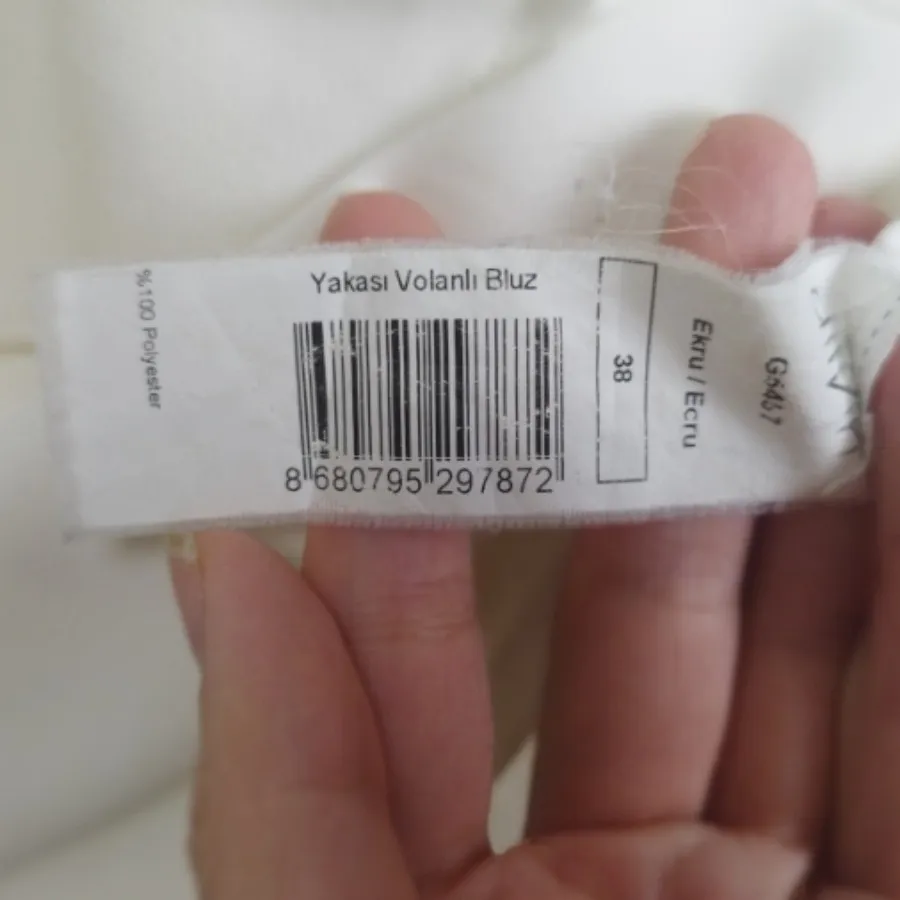 Yakası Volanlı Bluz
8 680795 297872
%100 Polyester
38
Ekru / Ecru